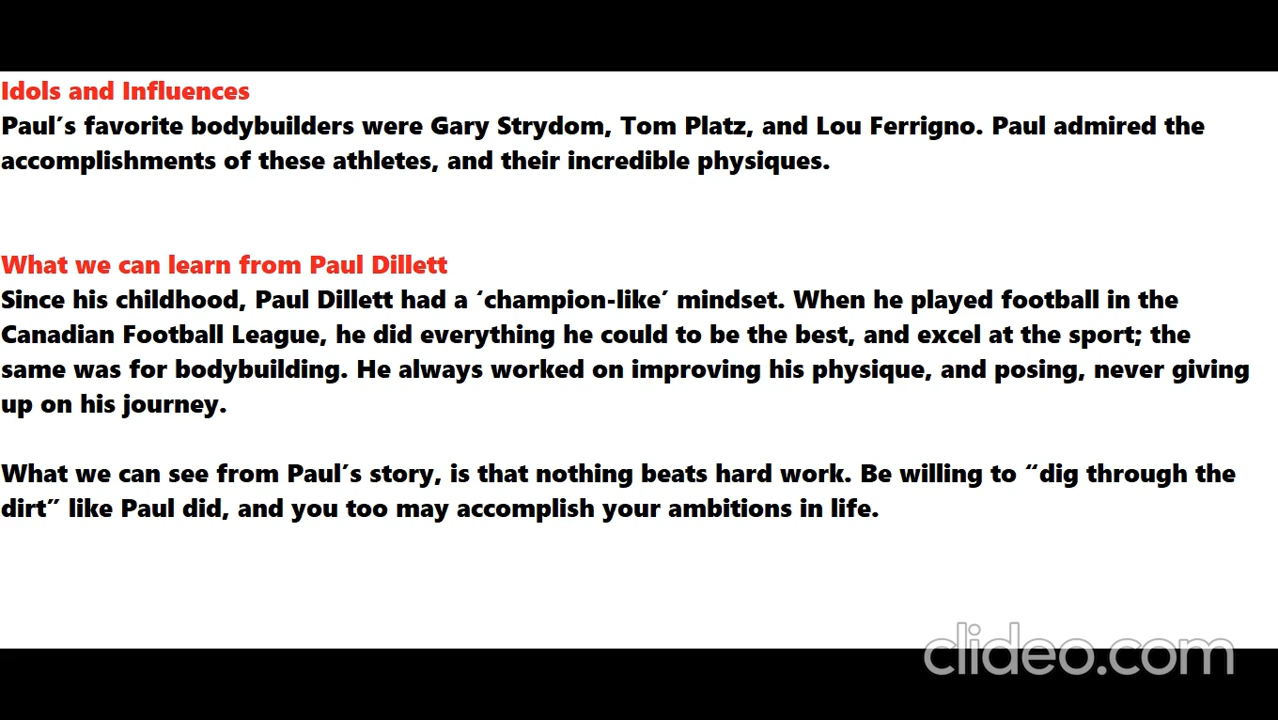 Idols and Influences
Paul’s favorite bodybuilders were Gary Strydom, Tom Platz, and Lou Ferrigno. Paul admired the
accomplishments of these athletes, and their incredible physiques.
What we can learn from Paul Dillett
Since his childhood, Paul Dillett had a ‘champion-like’ mindset. When he played football in the
Canadian Football League, he did everything he could to be the best, and excel at the sport; the
same was for bodybuilding. He always worked on improving his physique, and posing, never giving
up on his journey.
What we can see from Paul’s story, is that nothing beats hard work. Be willing to “dig through the
dirt” like Paul did, and you too may accomplish your ambitions in life.
clideo.com